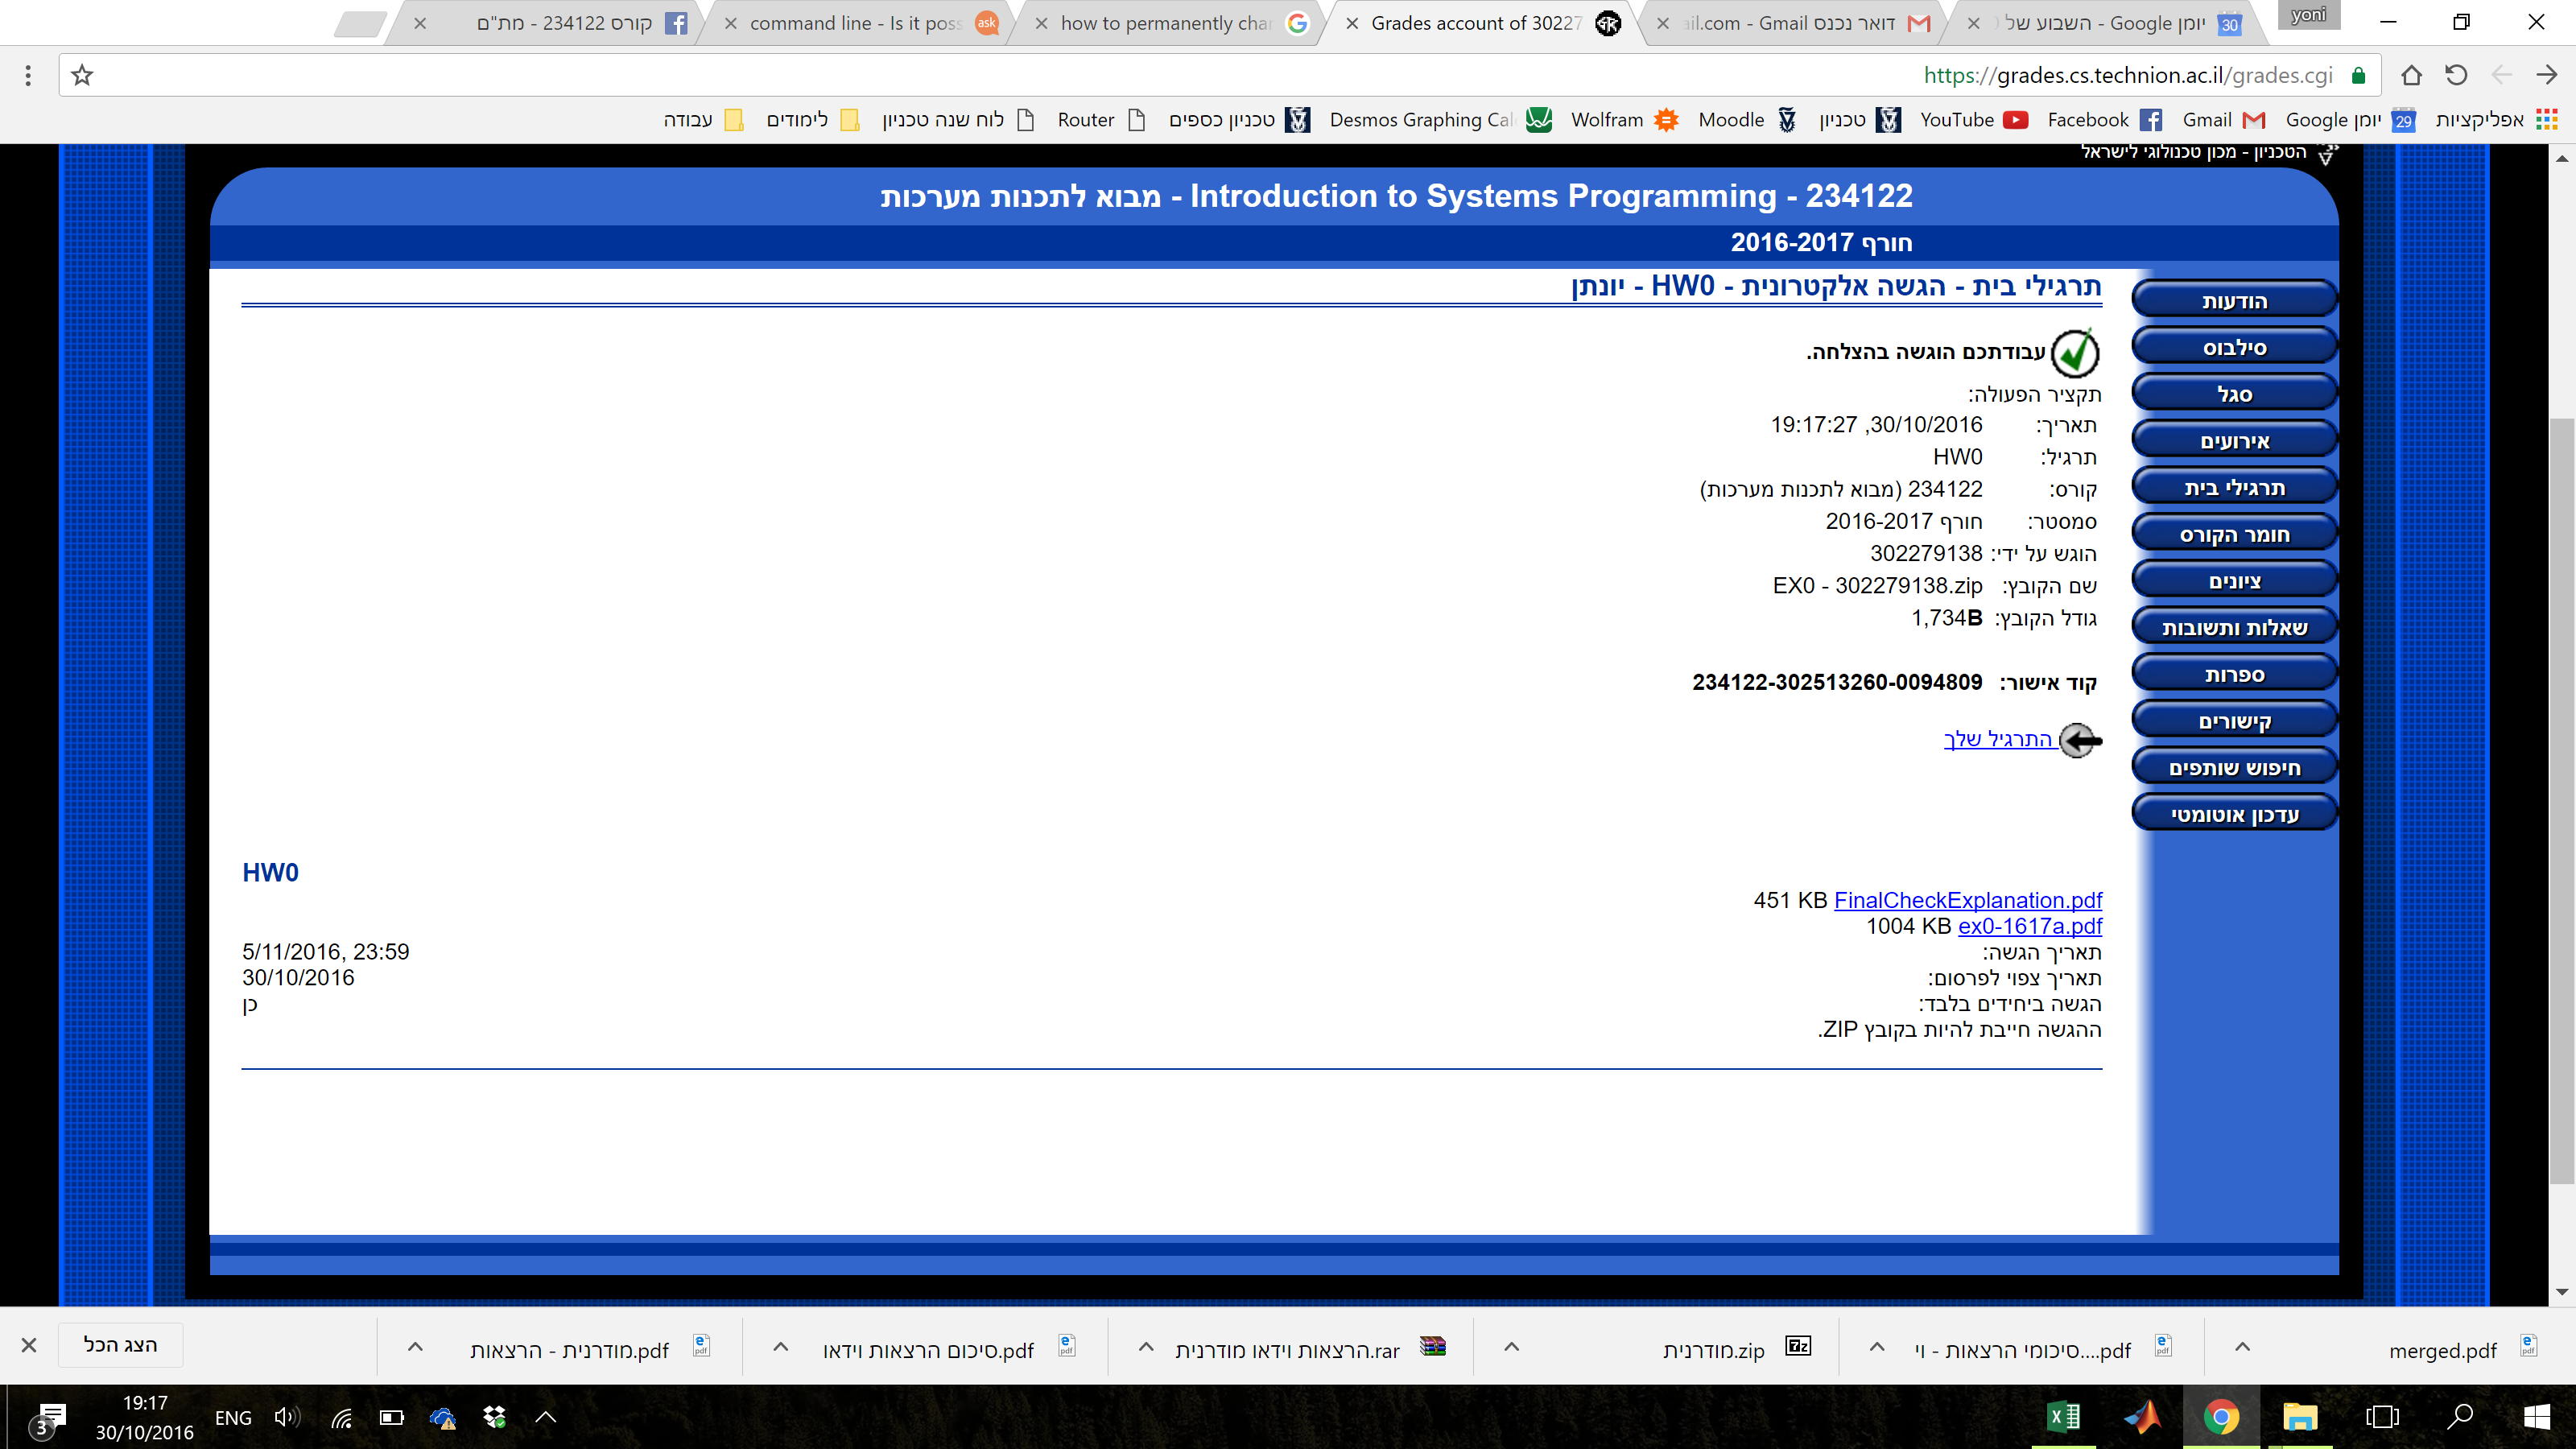 קורס 234122 - מת"ם
command line - Is it poss
how to permanently char
Grades account of 30227
דואר נכנס ail.com - Gmail
יומן Google - השבוע של
yoni
https://grades.cs.technion.ac.il/grades.cgi
אפליקציות
יומן Google
Gmail
Facebook
YouTube
טכניון
Moodle
Wolfram
Desmos Graphing Cal
טכניון כספים
Router
לוח שנה טכניון
לימודים
עבודה
הטכניון - מכון טכנולוגי לישראל
234122 - Introduction to Systems Programming - מבוא לתכנות מערכות
חורף 2016-2017
הודעות
סילבוס
סגל
אירועים
תרגילי בית
חומר הקורס
ציונים
שאלות ותשובות
ספרות
קישורים
חיפוש שותפים
עדכון אוטומטי
תרגילי בית - הגשה אלקטרונית - HW0 - יונתן
עבודתכם הוגשה בהצלחה.
תקציר הפעולה:
תאריך: 30/10/2016, 19:17:27
תרגיל: HW0
קורס: 234122 (מבוא לתכנות מערכות)
סמסטר: חורף 2016-2017
הוגש על ידי: 302279138
שם הקובץ: EX0 - 302279138.zip
גודל הקובץ: 1,734B
קוד אישור: 234122-302513260-0094809
התרגיל שלך
HW0
451 KB FinalCheckExplanation.pdf
1004 KB ex0-1617a.pdf
תאריך הגשה: 5/11/2016, 23:59
תאריך צפוי לפרסום: 30/10/2016
הגשה ביחידים בלבד: כן
ההגשה חייבת להיות בקובץ ZIP.
merged.pdf
סיכומי הרצאות - וי....pdf
מודרנית.zip
הרצאות וידאו מודרנית.rar
סיכום הרצאות וידאו.pdf
מודרנית - הרצאות.pdf
הצג הכל
3
19:17
30/10/2016
ENG